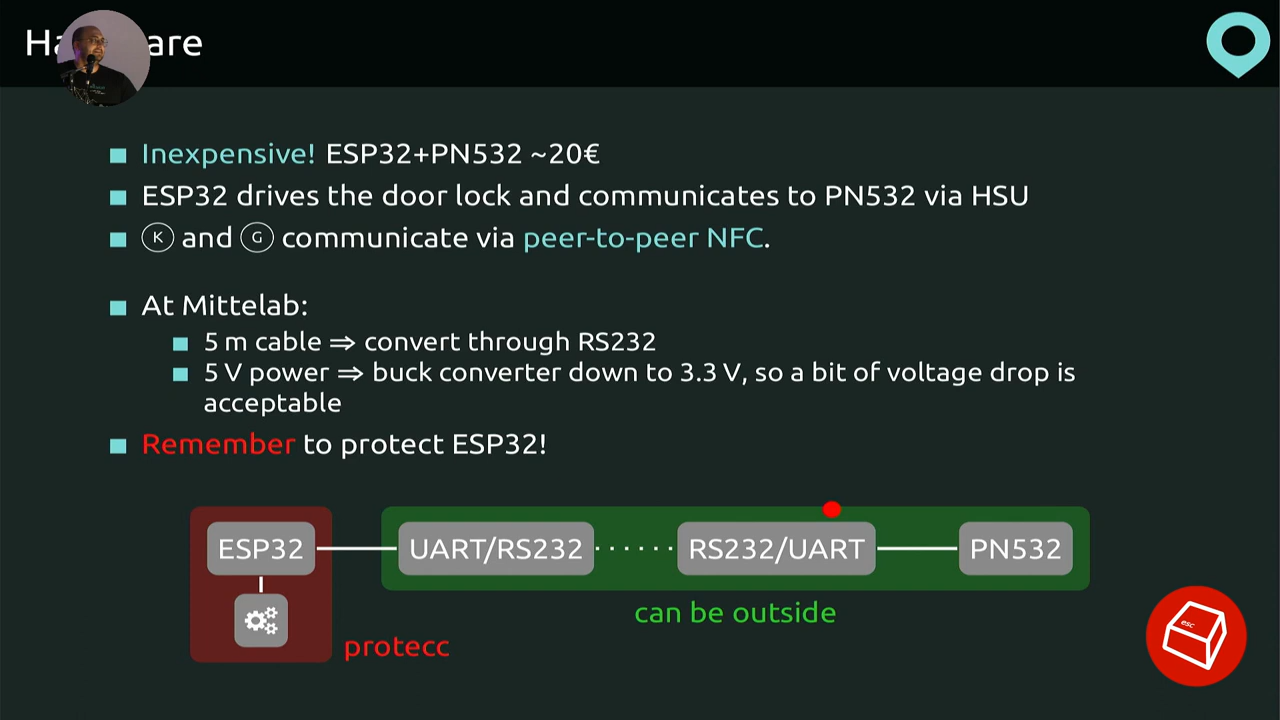 Inexpensive! ESP32+PN532 ~20€
ESP32 drives the door lock and communicates to PN532 via HSU
K and G communicate via peer-to-peer NFC.
At Mittelab:
5 m cable ⇒ convert through RS232
5 V power ⇒ buck converter down to 3.3 V, so a bit of voltage drop is
acceptable
Remember to protect ESP32!
ESP32 UART/RS232 ...... RS232/UART PN532
can be outside
protecc
esc